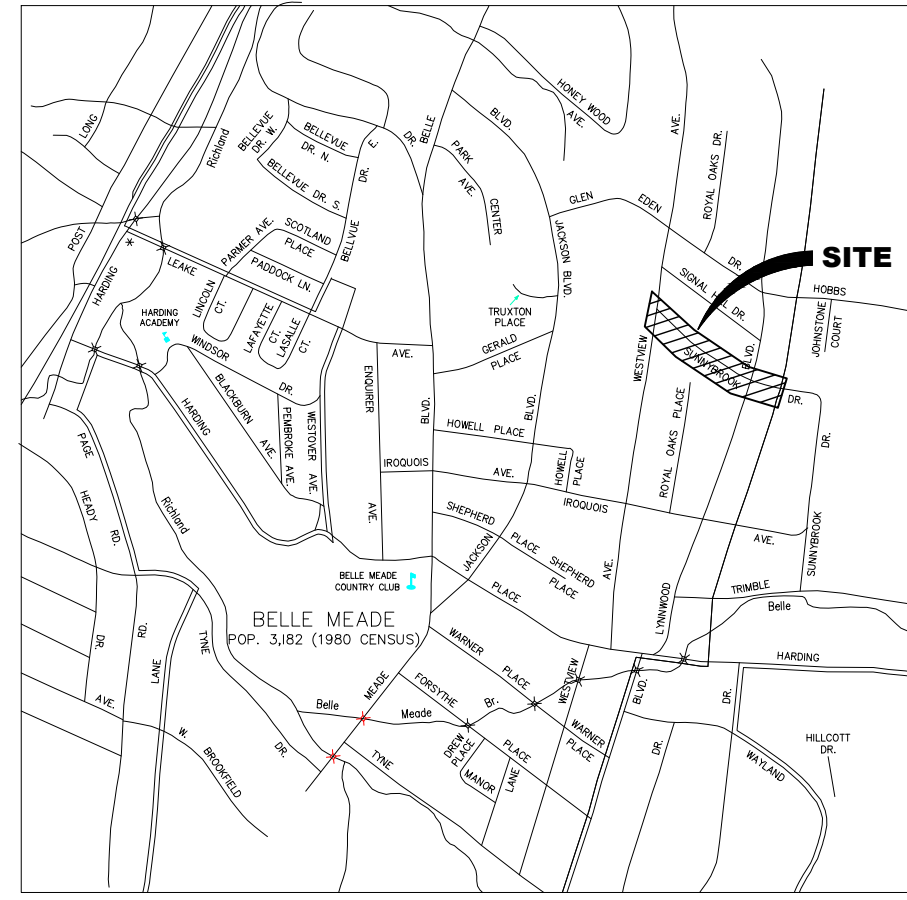 HONEY WOOD
AVE.
LONG
Richland
BELLEVUE
DR. W.
BELLEVUE
DR. N.
BELLEVUE DR. S.
DR. E.
BELLVUE
DR.
BELLE
BLVD.
PARK
AVE.
CENTER
AVE.
ROYAL OAKS DR.
GLEN
EDEN
DR.
POST
HARDING
LEAKE
PARMER AVE.
SCOTLAND
PLACE
PADDOCK LN.
LINCOLN
CT.
LAFAYETTE
CT.
LASALLE
CT.
JACKSON BLVD.
SITE
SIGNAL HILL DR.
HOBBS
JOHNSTONE
COURT
HARDING
ACADEMY
WINDSOR
DR.
TRUXTON
PLACE
GERALD
PLACE
WESTVIEW
SUNNYBROOK
BLVD.
DR.
BLACKBURN
AVE.
HARDING
PEMBROKE AVE.
WESTOVER AVE.
ENQUIRER
AVE.
AVE.
BLVD.
BLVD.
HOWELL PLACE
HOWELL
PLACE
IROQUOIS
AVE.
IROQUOIS
AVE.
ROYAL OAKS PLACE
DR.
SUNNYBROOK
PAGE
RD.
HEADY
DR.
Richland
SHEPHERD
PLACE
SHEPHERD
PLACE
JACKSON
PLACE
AVE.
LYNNWOOD
TRIMBLE
Belle
BELLE MEADE
COUNTRY CLUB
BELLE MEADE
POP. 3,182 (1980 CENSUS)
RD.
LANE
TYNE
DR.
AVE.
W.
BROOKFIELD
WARNER
PLACE
WESTVIEW
WARNER
PLACE
HARDING
BLVD.
DR.
DR.
WAYLAND
HILLCOTT
DR.
MEADE
FORSYTHE
PLACE
Belle
Meade
Br.
DREW
PLACE
MANOR
LANE
TYNE